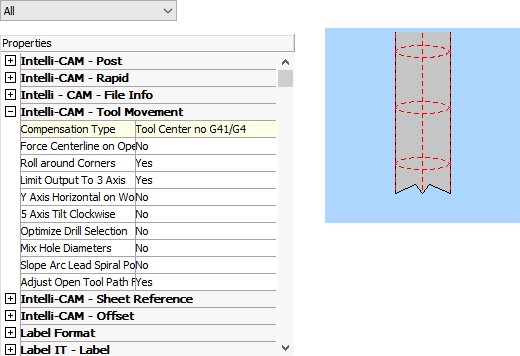 All
Properties
Intelli-CAM - Post
Intelli-CAM - Rapid
Intelli - CAM - File Info
Intelli-CAM - Tool Movement
Compensation Type Tool Center no G41/G4
Force Centerline on Ope No
Roll around Corners Yes
Limit Output To 3 Axis Yes
Y Axis Horizontal on Wo No
5 Axis Tilt Clockwise No
Optimize Drill Selection No
Mix Hole Diameters No
Slope Arc Lead Spiral Po No
Adjust Open Tool Path F Yes
Intelli-CAM - Sheet Reference
Intelli-CAM - Offset
Label Format
Label IT - Label